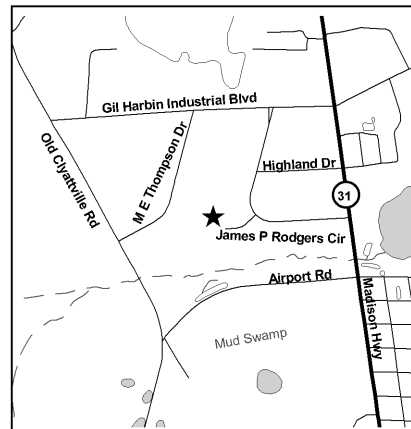 Gil Harbin Industrial Blvd
Old Clyattville Rd
M E Thompson Dr
Highland Dr
31
James P Rodgers Cir
Airport Rd
Madison Hwy
Mud Swamp